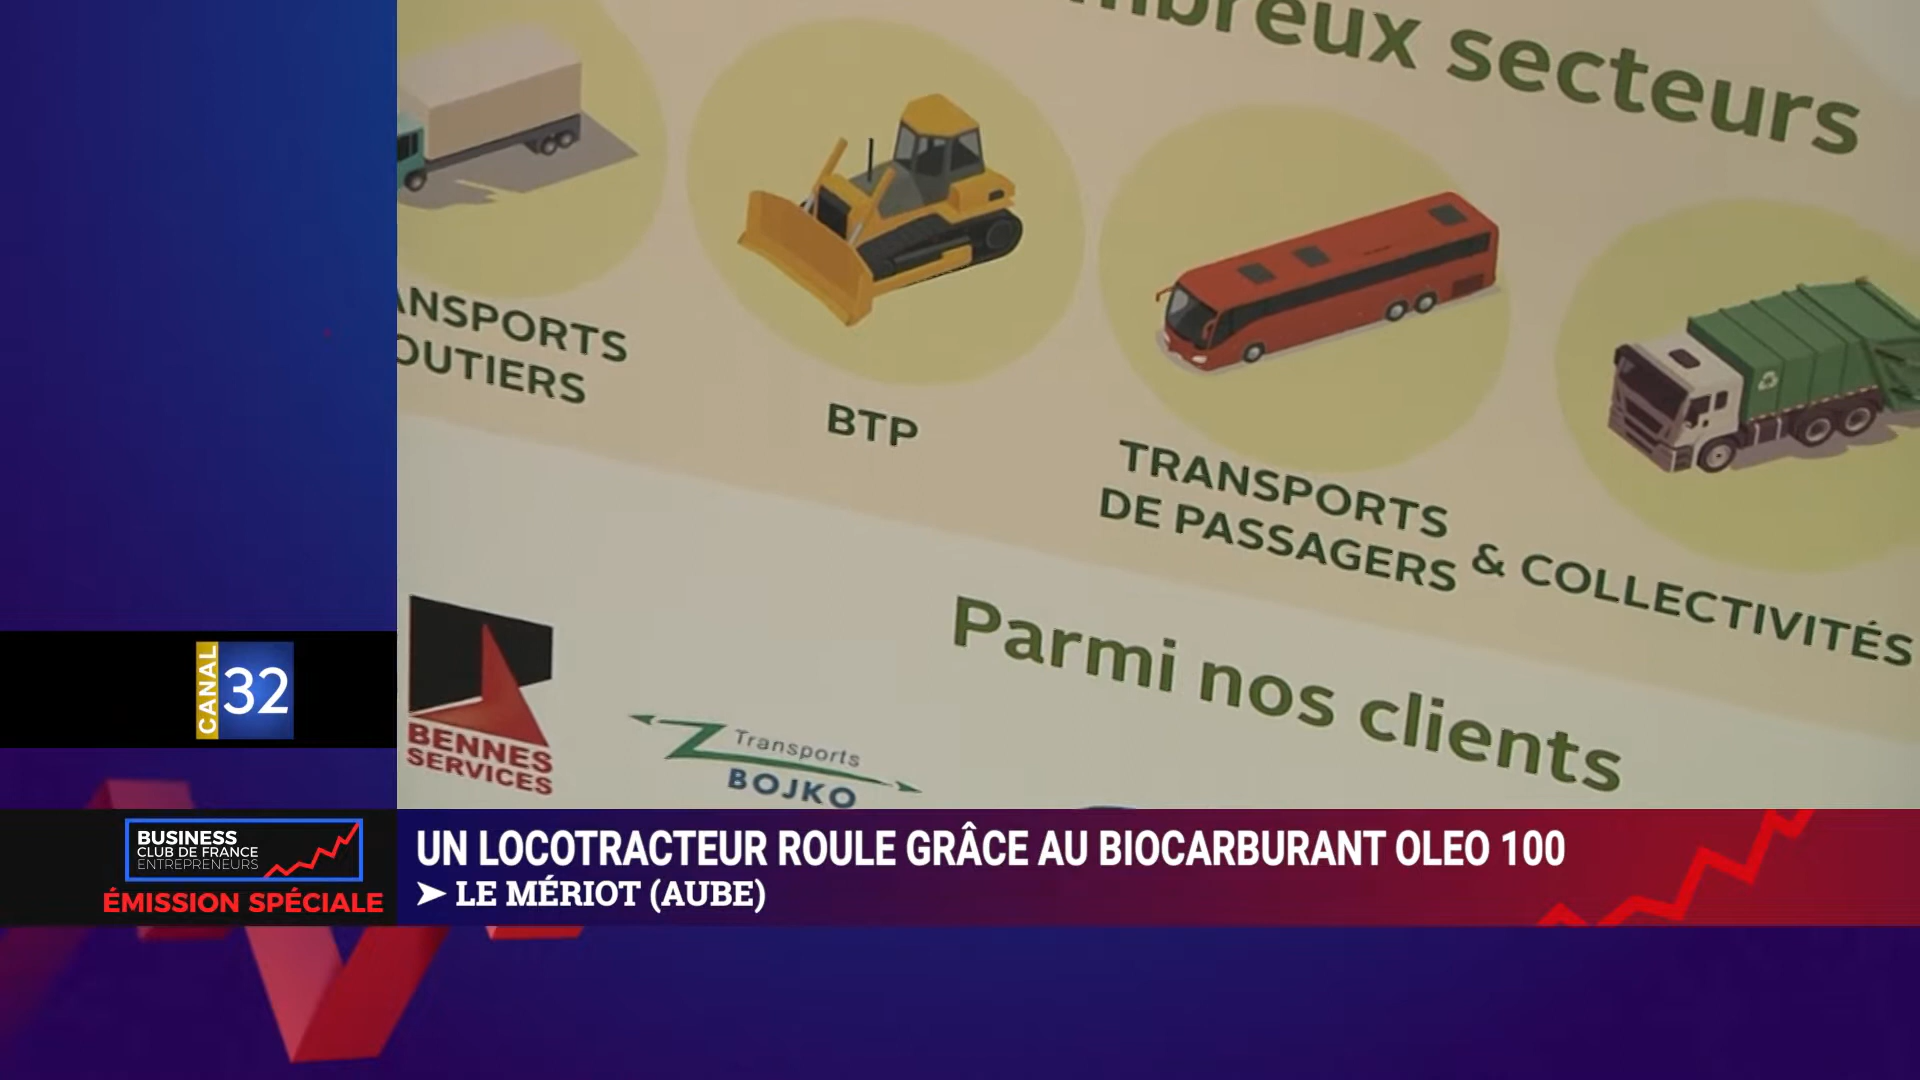 mbreux secteurs
ANSPORTS
OUTIERS
BTP
TRANSPORTS
DE PASSAGERS
& COLLECTIVITÉS
Parmi nos clients
BENNES
SERVICES
Transports
BOJKO
CANAL
32
BUSINESS
CLUB DE FRANCE
ENTREPRENEURS
ÉMISSION SPÉCIALE
UN LOCOTRACTEUR ROULE GRÂCE AU BIOCARBURANT OLEO 100
➤ LE MÉRIOT (AUBE)